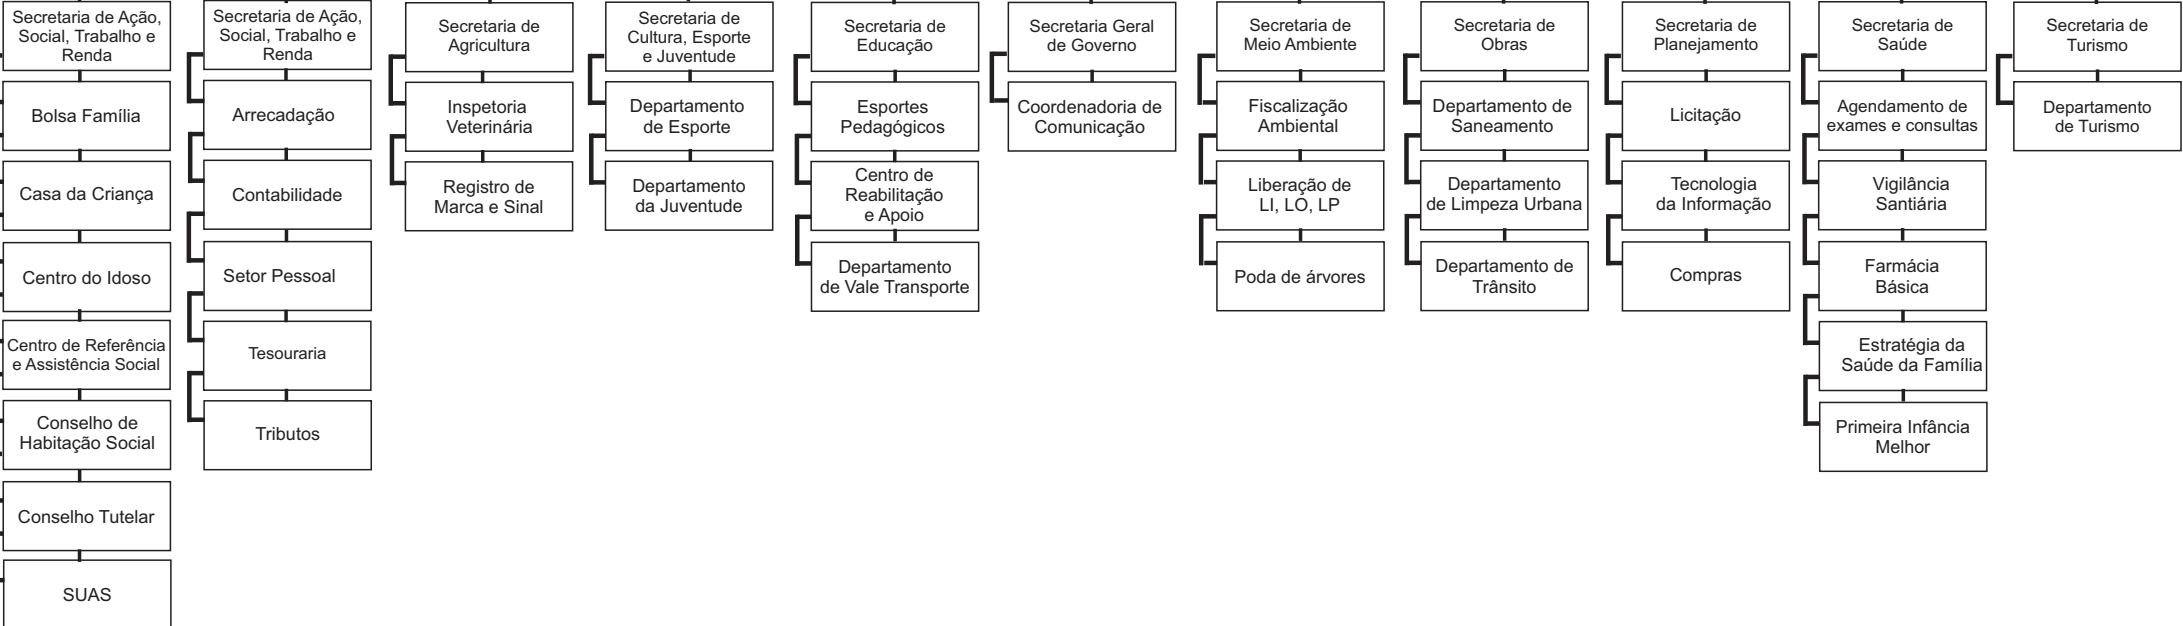 Secretaria de Ação,
Social, Trabalho e
Renda
Bolsa Família
Casa da Criança
Centro do Idoso
Centro de Referência
e Assistência Social
Conselho de
Habitação Social
Conselho Tutelar
SUAS
Secretaria de Ação,
Social, Trabalho e
Renda
Arrecadação
Contabilidade
Setor Pessoal
Tesouraria
Tributos
Secretaria de
Agricultura
Inspetoria
Veterinária
Registro de
Marca e Sinal
Secretaria de
Cultura, Esporte
e Juventude
Departamento
de Esporte
Departamento
da Juventude
Secretaria de
Educação
Esportes
Pedagógicos
Centro de
Reabilitação
e Apoio
Departamento
de Vale Transporte
Secretaria Geral
de Governo
Coordenadoria de
Comunicação
Secretaria de
Meio Ambiente
Fiscalização
Ambiental
Liberação de
LI, LO, LP
Poda de árvores
Secretaria de
Obras
Departamento de
Saneamento
Departamento
de Limpeza Urbana
Departamento de
Trânsito
Secretaria de
Planejamento
Licitação
Tecnologia
da Informação
Compras
Secretaria de
Saúde
Agendamento de
exames e consultas
Vigilância
Santiária
Farmácia
Básica
Estratégia da
Saúde da Família
Primeira Infância
Melhor
Secretaria de
Turismo
Departamento
de Turismo